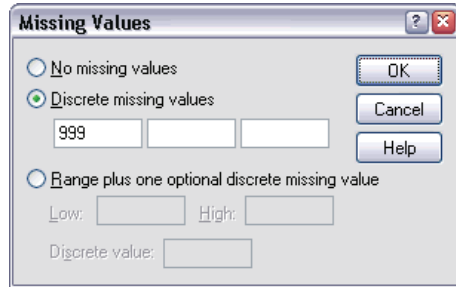 Missing Values
No missing values
OK
Discrete missing values
Cancel
999
Help
Range plus one optional discrete missing value
Low: High:
Discrete value: